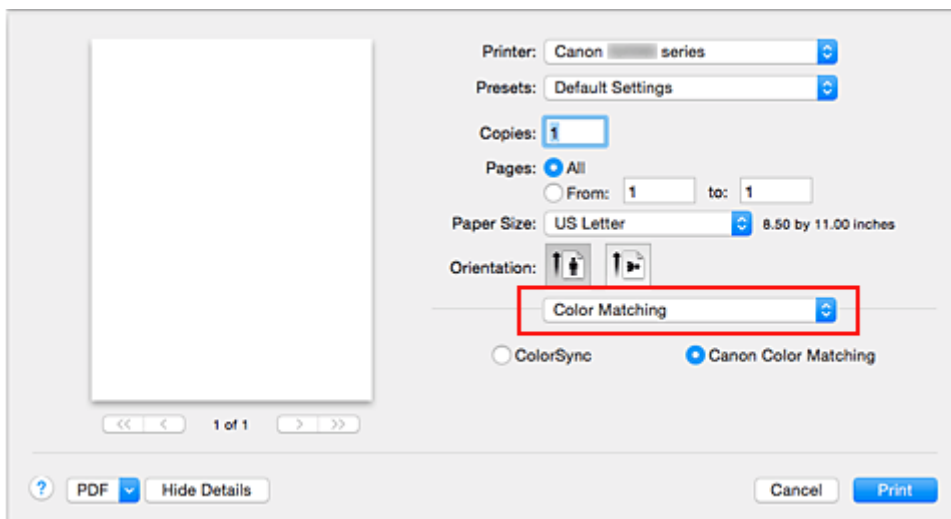 Printer: Canon series
Presets: Default Settings
Copies: 1
Pages: All
From: 1 to: 1
Paper Size: US Letter 8.50 by 11.00 inches
Orientation:
Color Matching
ColorSync Canon Color Matching
<< < 1 of 1 > >>
? PDF Hide Details Cancel Print